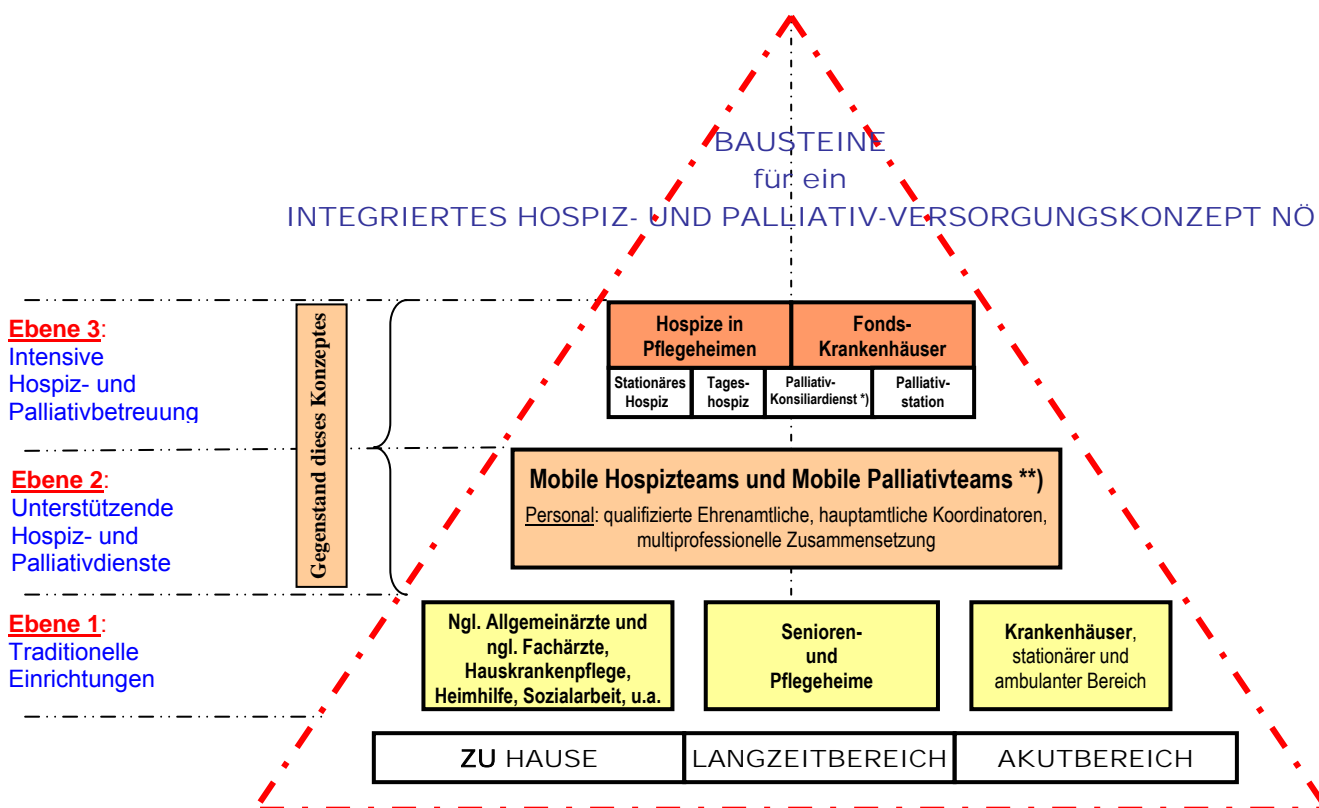 BAUSTEINE
für ein
INTEGRIERTES HOSPIZ- UND PALLIATIV-VERSORGUNGSKONZEPT NÖ
Ebene 3:
Intensive
Hospiz- und
Palliativbetreuung
Gegenstand dieses Konzeptes
Hospize in
Pflegeheimen
Fonds-
Krankenhäuser
Stationäres
Hospiz
Tages-
hospiz
Palliativ-
Konsiliardienst *)
Palliativ-
station
Ebene 2:
Unterstützende
Hospiz- und
Palliativdienste
Mobile Hospizteams und Mobile Palliativteams **)
Personal: qualifizierte Ehrenamtliche, hauptamtliche Koordinatoren,
multiprofessionelle Zusammensetzung
Ebene 1:
Traditionelle
Einrichtungen
Ngl. Allgemeinärzte und
ngl. Fachärzte,
Hauskrankenpflege,
Heimhilfe, Sozialarbeit, u.a.
Senioren-
und
Pflegeheime
Krankenhäuser,
stationärer und
ambulanter Bereich
ZU HAUSE
LANGZEITBEREICH
AKUTBEREICH